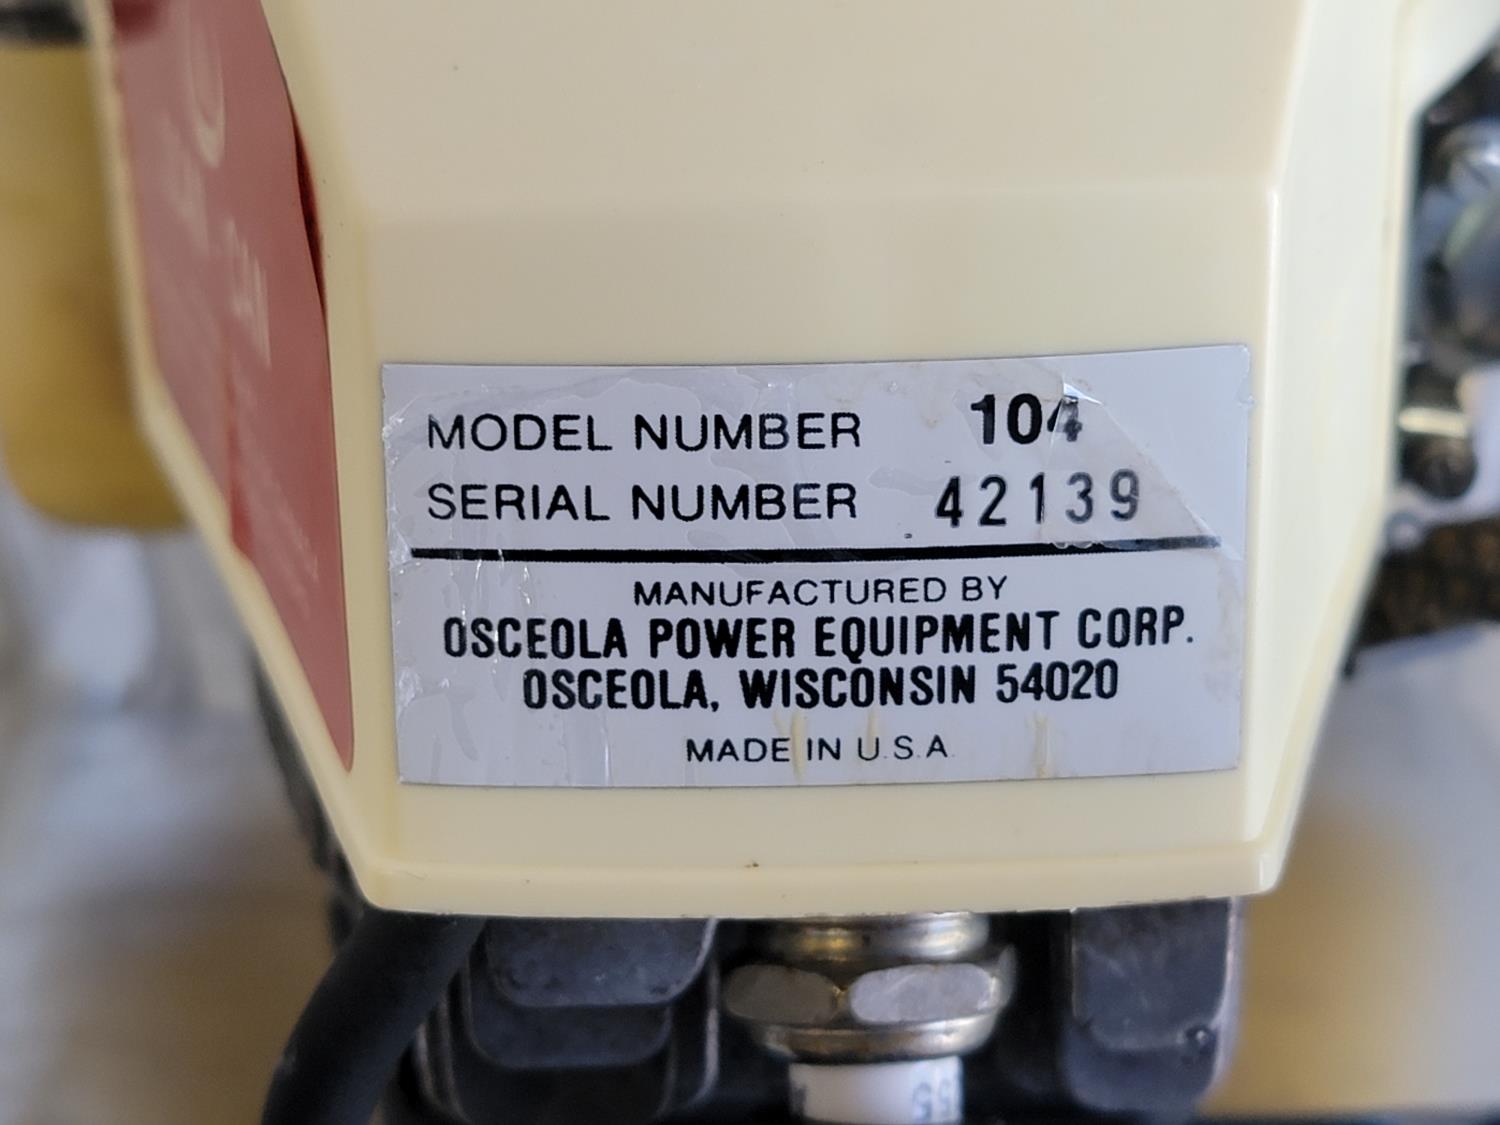 MODEL NUMBER 104
SERIAL NUMBER 42139
MANUFACTURED BY
OSCEOLA POWER EQUIPMENT CORP.
OSCEOLA, WISCONSIN 54020
MADE IN U.S.A.